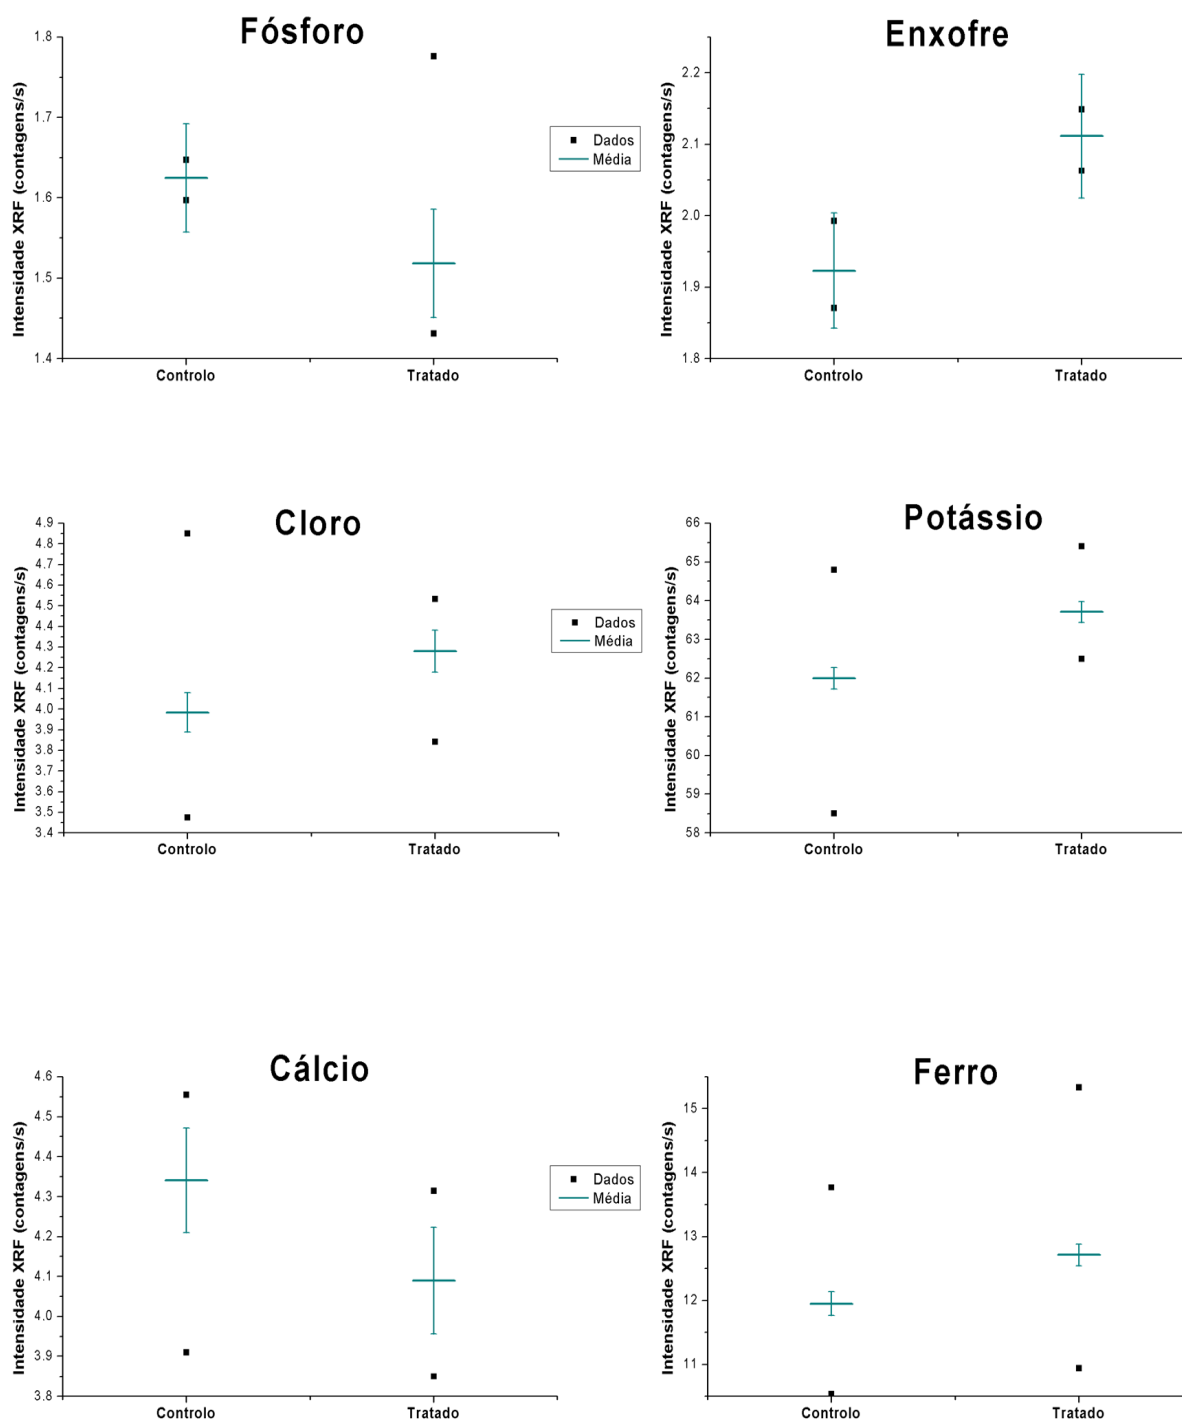 Fósforo
Intensidade XRF (contagens/s)
1.8
1.7
1.6
1.5
1.4
Controlo
Tratado
Dados
Média
Enxofre
Intensidade XRF (contagens/s)
2.2
2.1
2.0
1.9
1.8
Controlo
Tratado
Cloro
Intensidade XRF (contagens/s)
4.9
4.8
4.7
4.6
4.5
4.4
4.3
4.2
4.1
4.0
3.9
3.8
3.7
3.6
3.5
3.4
Controlo
Tratado
Dados
Média
Potássio
Intensidade XRF (contagens/s)
66
65
64
63
62
61
60
59
58
Controlo
Tratado
Cálcio
Intensidade XRF (contagens/s)
4.6
4.5
4.4
4.3
4.2
4.1
4.0
3.9
3.8
Controlo
Tratado
Dados
Média
Ferro
Intensidade XRF (contagens/s)
15
14
13
12
11
Controlo
Tratado